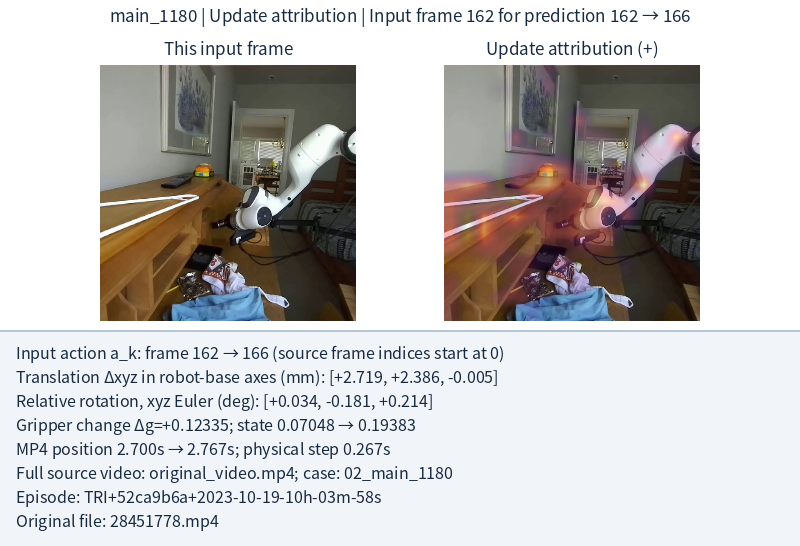 main_1180 | Update attribution | Input frame 162 for prediction 162 → 166
This input frame
Update attribution (+)
Input action a_k: frame 162 → 166 (source frame indices start at 0)
Translation Δxyz in robot-base axes (mm): [+2.719, +2.386, -0.005]
Relative rotation, xyz Euler (deg): [+0.034, -0.181, +0.214]
Gripper change Δg=+0.12335; state 0.07048 → 0.19383
MP4 position 2.700s → 2.767s; physical step 0.267s
Full source video: original_video.mp4; case: 02_main_1180
Episode: TRI+52ca9b6a+2023-10-19-10h-03m-58s
Original file: 28451778.mp4